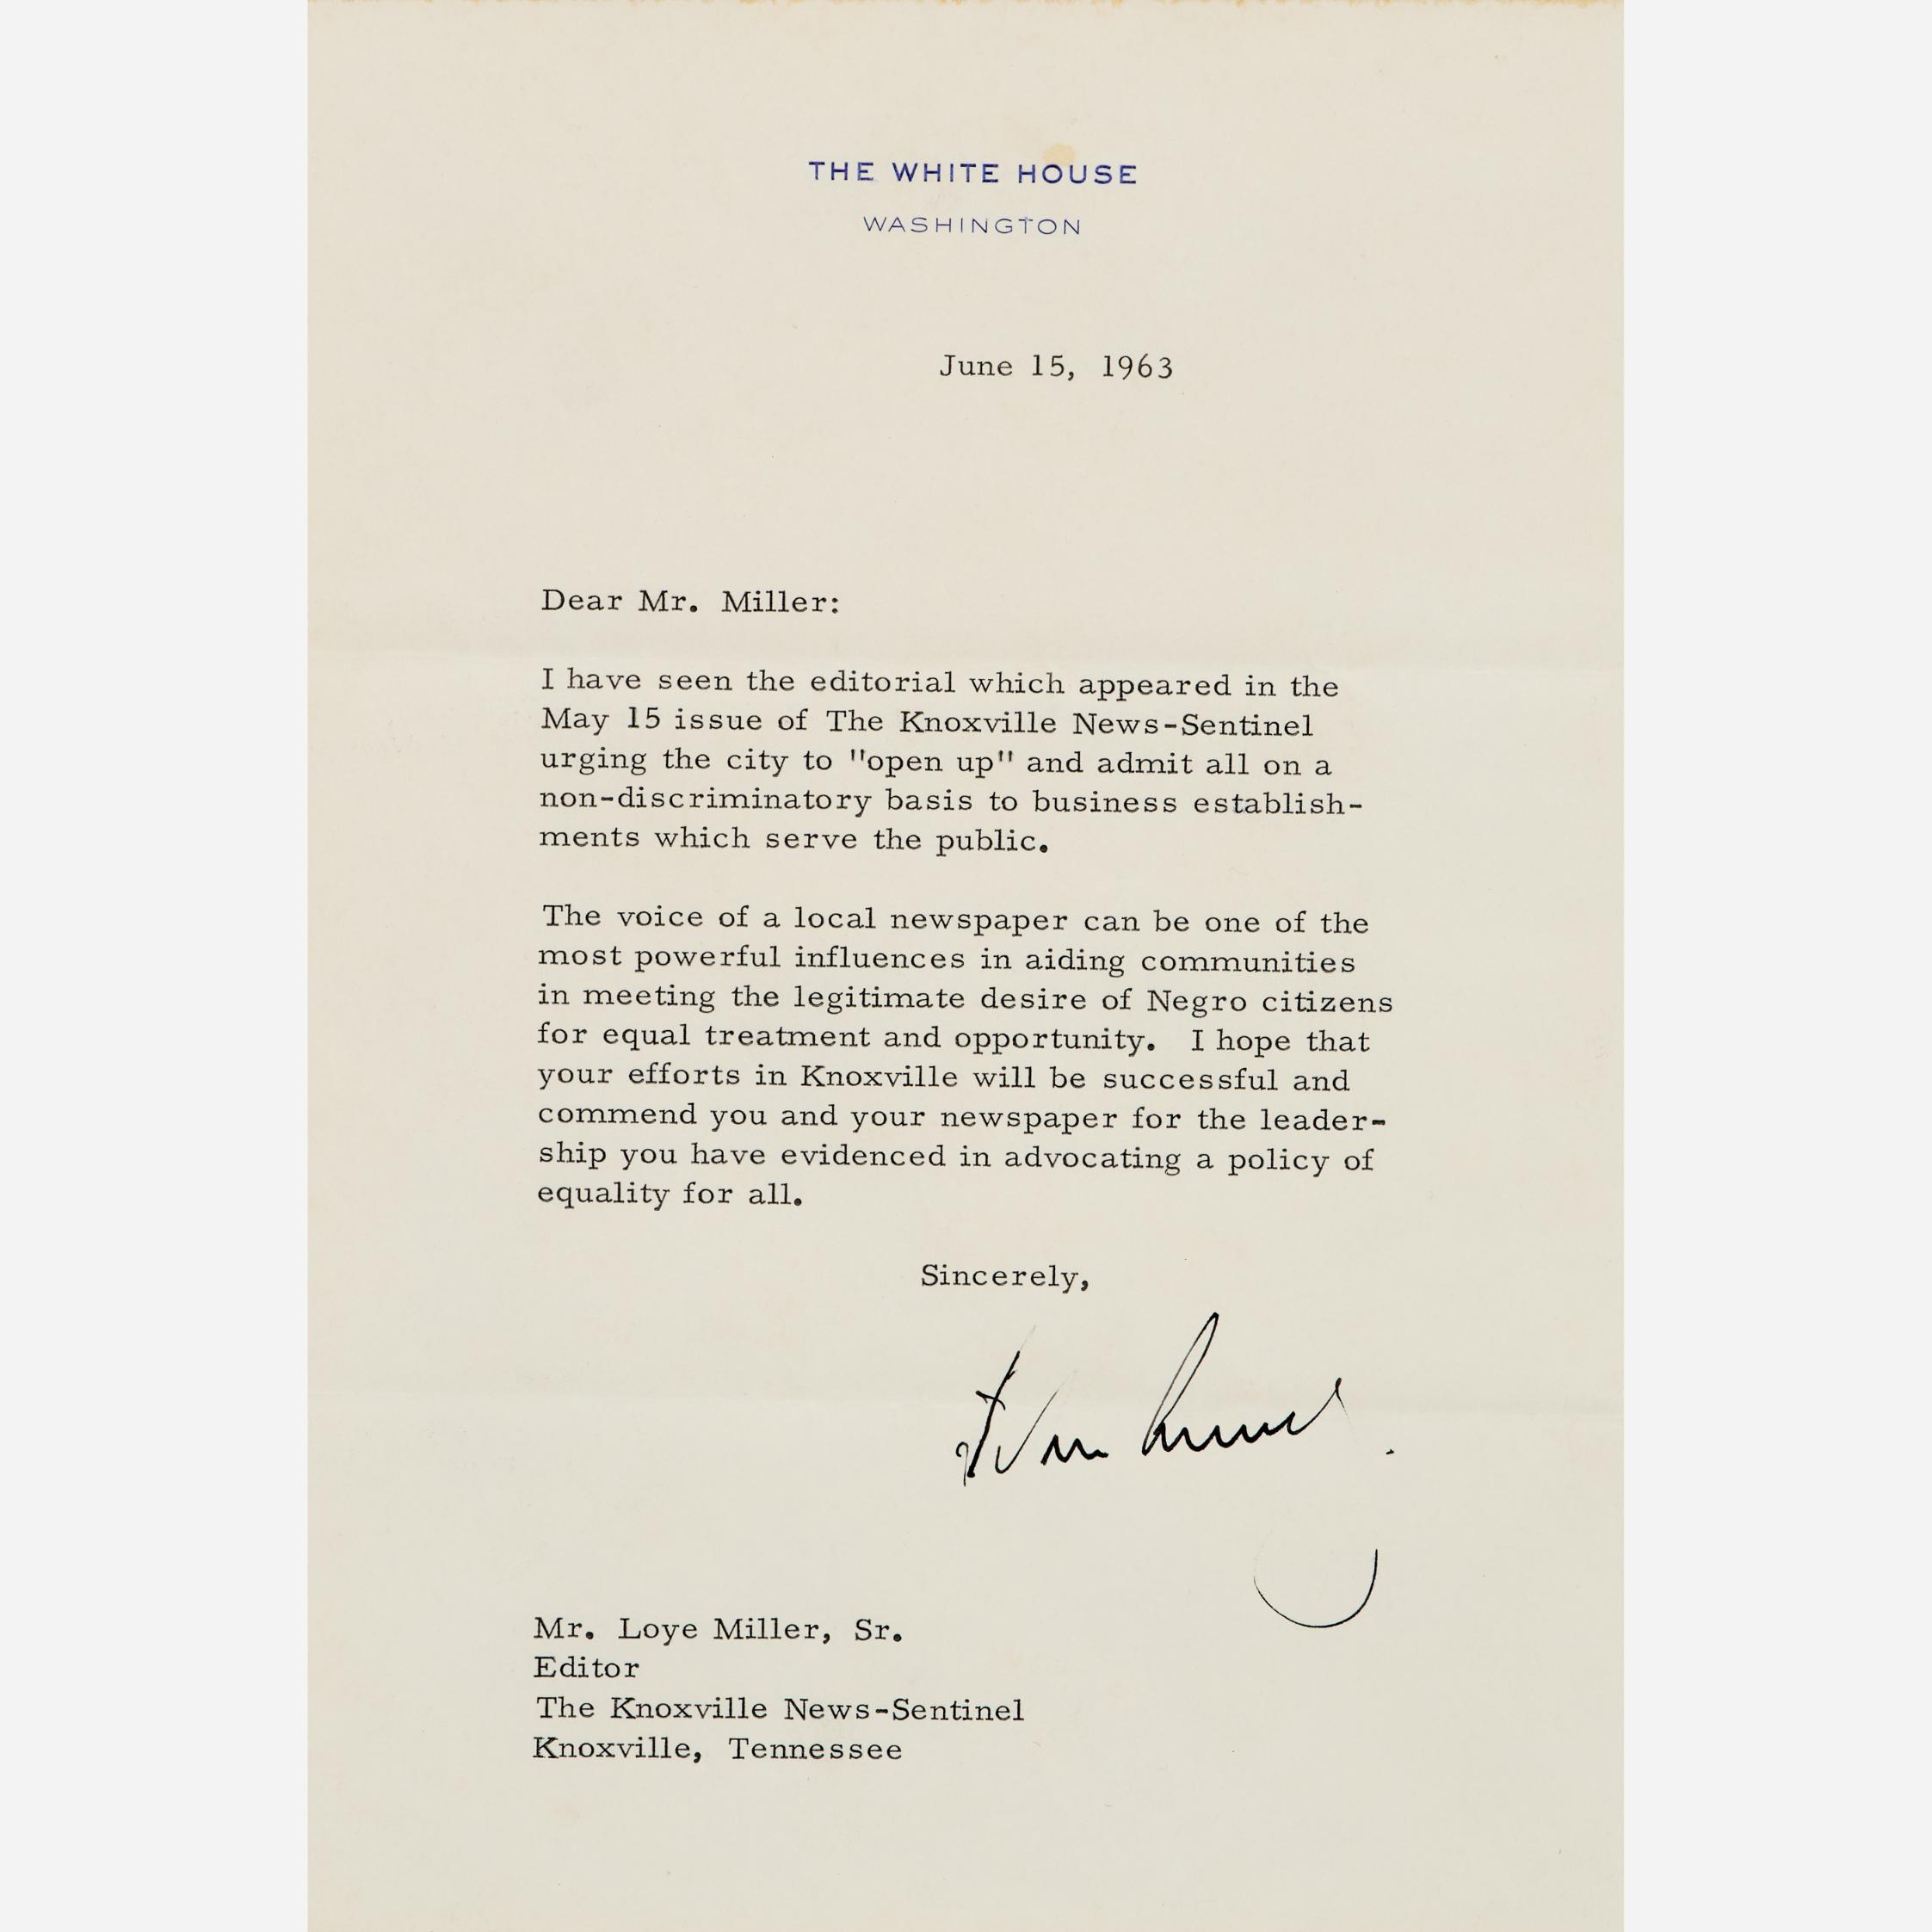 THE WHITE HOUSE
WASHINGTON
June 15, 1963
Dear Mr. Miller:
I have seen the editorial which appeared in the
May 15 issue of The Knoxville News-Sentinel
urging the city to "open up" and admit all on a
non-discriminatory basis to business establish-
ments which serve the public.
The voice of a local newspaper can be one of the
most powerful influences in aiding communities
in meeting the legitimate desire of Negro citizens
for equal treatment and opportunity. I hope that
your efforts in Knoxville will be successful and
commend you and your newspaper for the leader-
ship you have evidenced in advocating a policy of
equality for all.
Sincerely,
Mr. Loye Miller, Sr.
Editor
The Knoxville News-Sentinel
Knoxville, Tennessee